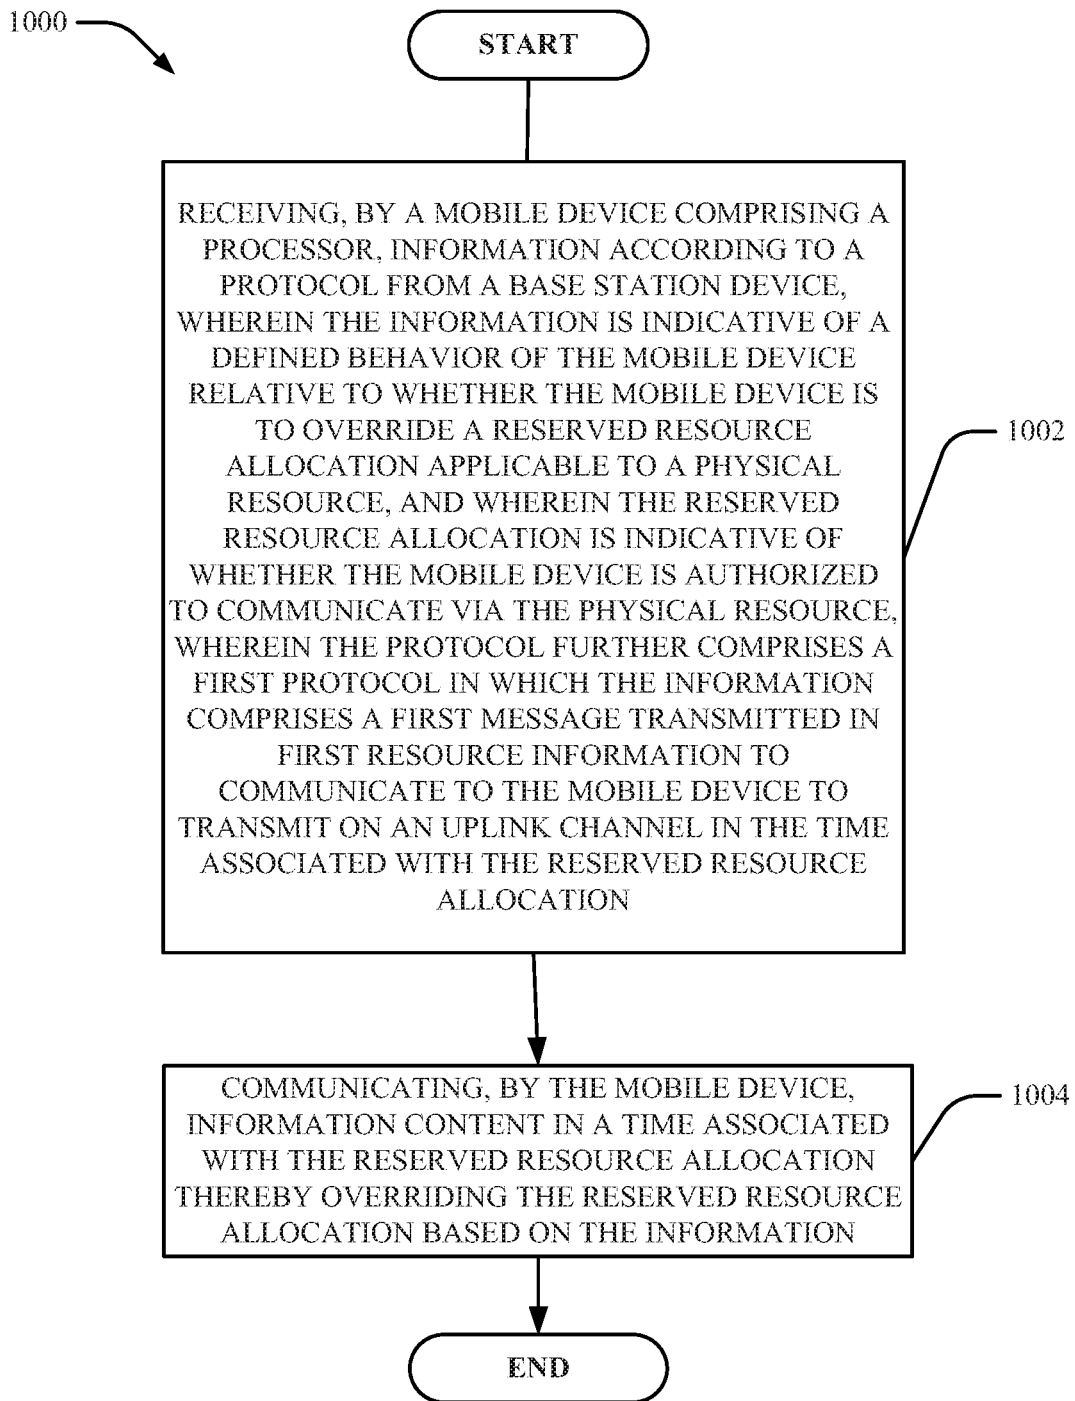 1000
START
RECEIVING, BY A MOBILE DEVICE COMPRISING A
PROCESSOR, INFORMATION ACCORDING TO A
PROTOCOL FROM A BASE STATION DEVICE,
WHEREIN THE INFORMATION IS INDICATIVE OF A
DEFINED BEHAVIOR OF THE MOBILE DEVICE
RELATIVE TO WHETHER THE MOBILE DEVICE IS
TO OVERRIDE A RESERVED RESOURCE
ALLOCATION APPLICABLE TO A PHYSICAL
RESOURCE, AND WHEREIN THE RESERVED
RESOURCE ALLOCATION IS INDICATIVE OF
WHETHER THE MOBILE DEVICE IS AUTHORIZED
TO COMMUNICATE VIA THE PHYSICAL RESOURCE,
WHEREIN THE PROTOCOL FURTHER COMPRISES A
FIRST PROTOCOL IN WHICH THE INFORMATION
COMPRISES A FIRST MESSAGE TRANSMITTED IN
FIRST RESOURCE INFORMATION TO
COMMUNICATE TO THE MOBILE DEVICE TO
TRANSMIT ON AN UPLINK CHANNEL IN THE TIME
ASSOCIATED WITH THE RESERVED RESOURCE
ALLOCATION
1002
COMMUNICATING, BY THE MOBILE DEVICE,
INFORMATION CONTENT IN A TIME ASSOCIATED
WITH THE RESERVED RESOURCE ALLOCATION
THEREBY OVERRIDING THE RESERVED RESOURCE
ALLOCATION BASED ON THE INFORMATION
1004
END